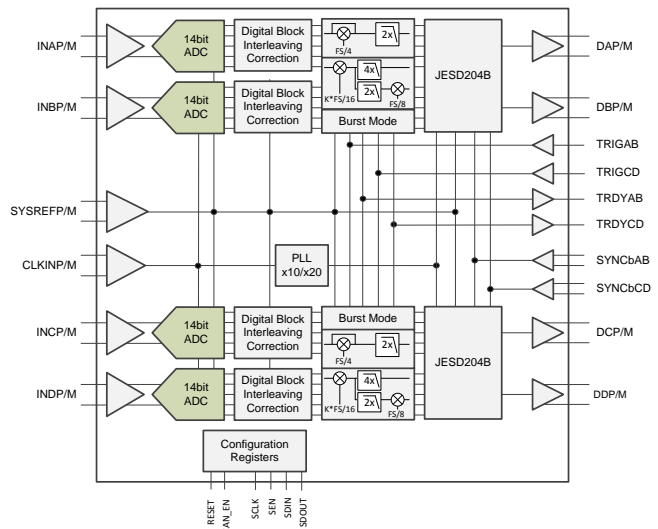 INAP/M
14bit
ADC
Digital Block
Interleaving
Correction
FS/4
2x
JESD204B
DAP/M
INBP/M
14bit
ADC
Digital Block
Interleaving
Correction
K*FS/16
4x
2x
FS/8
Burst Mode
DBP/M
TRIGAB
TRIGCD
TRDYAB
TRDYCD
SYSREFP/M
CLKINP/M
PLL
x10/x20
SYNCbAB
SYNCbCD
INCP/M
14bit
ADC
Digital Block
Interleaving
Correction
Burst Mode
FS/4
2x
JESD204B
DCP/M
INDP/M
14bit
ADC
Digital Block
Interleaving
Correction
K*FS/16
4x
2x
FS/8
DDP/M
Configuration
Registers
RESET
AN_EN
SCLK
SEN
SDIN
SDOUT